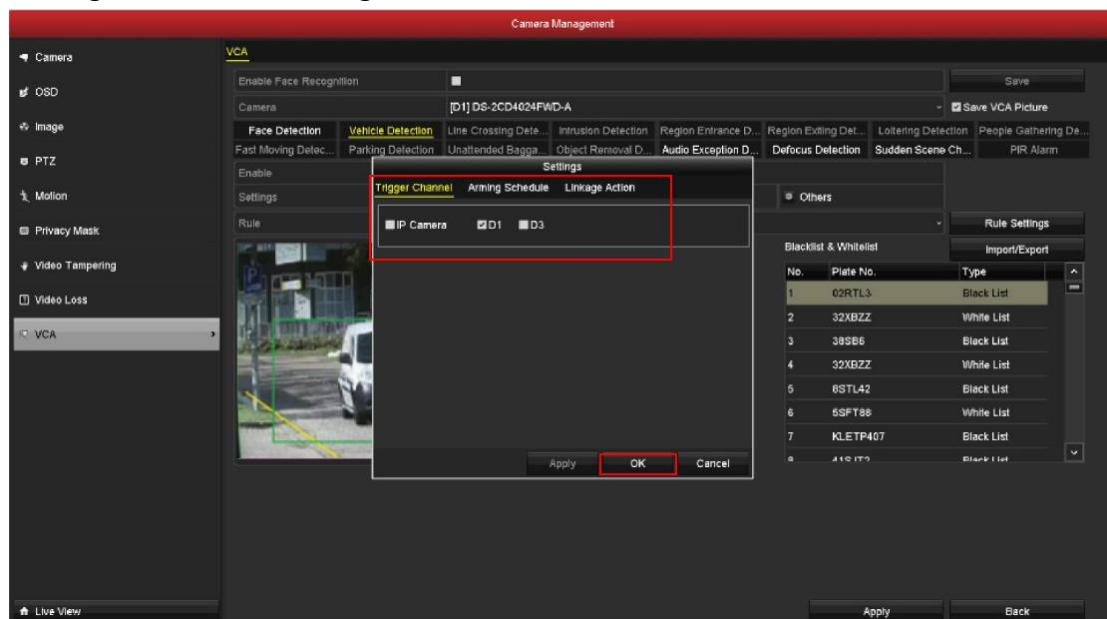 Camera Management
Camera
OSD
Image
PTZ
Motion
Privacy Mask
Video Tampering
Video Loss
VCA
Live View
VCA
Enable Face Recognition
Save
Camera [D1] DS-2CD4024FWD-A Save VCA Picture
Face Detection Vehicle Detection Line Crossing Dete... Intrusion Detection Region Entrance D... Region Exiting Det... Loitering Detection People Gathering De...
Fast Moving Detec... Parking Detection Unattended Bagga... Object Removal D... Audio Exception D... Defocus Detection Sudden Scene Ch... PIR Alarm
Enable
Settings Others
Rule Rule Settings
Settings
Trigger Channel Arming Schedule Linkage Action
IP Camera D1 D3
Apply OK Cancel
Blacklist & Whitelist Import/Export
No. Plate No. Type
1 02RTL3 Black List
2 32XBZZ White List
3 38SB6 Black List
4 32XBZZ White List
5 8STL42 Black List
6 5SFT88 White List
7 KLETP407 Black List
Apply Back